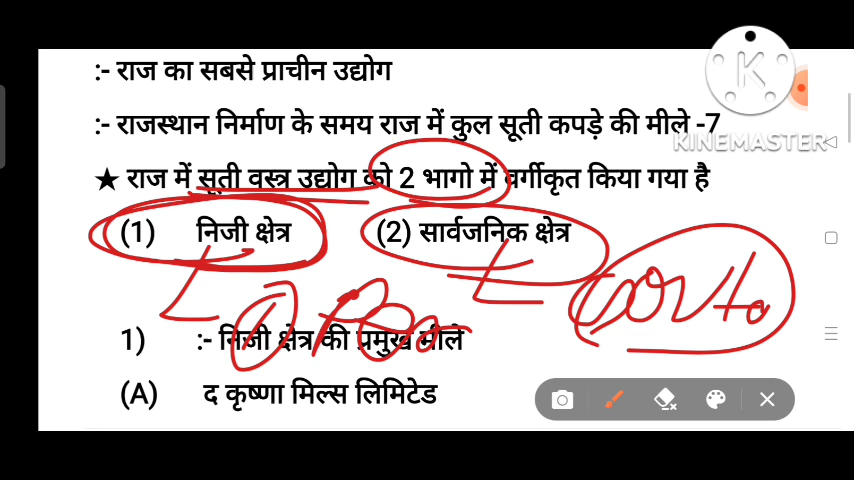 :- राज का सबसे प्राचीन उद्योग
:- राजस्थान निर्माण के समय राज में कुल सूती कपड़े की मीले -7
K
KINEMASTER
★ राज में सूती वस्त्र उद्योग को 2 भागो में वर्गीकृत किया गया है
(1) निजी क्षेत्र (2) सार्वजनिक क्षेत्र
1) :- निजी क्षेत्र की प्रमुख मीले
(A) द कृष्णा मिल्स लिमिटेड